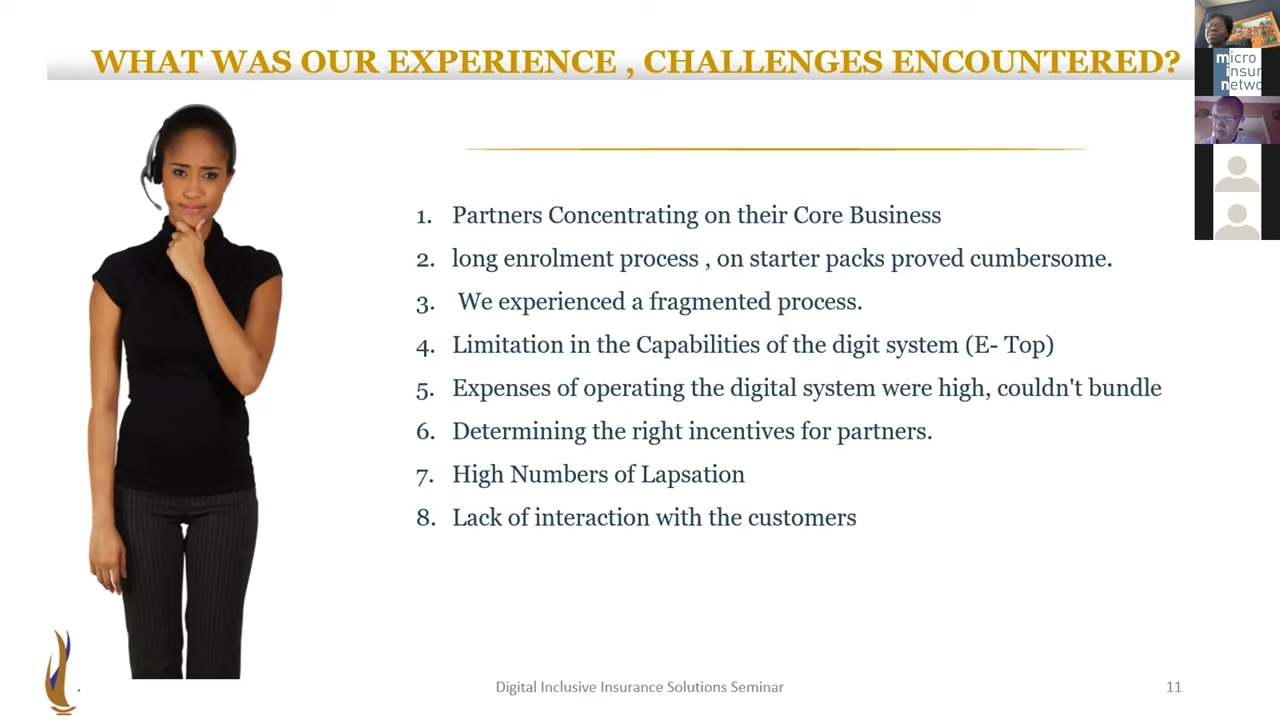 WHAT WAS OUR EXPERIENCE , CHALLENGES ENCOUNTERED?
micro
insur
netwo
1. Partners Concentrating on their Core Business
2. long enrolment process , on starter packs proved cumbersome.
3. We experienced a fragmented process.
4. Limitation in the Capabilities of the digit system (E- Top)
5. Expenses of operating the digital system were high, couldn't bundle
6. Determining the right incentives for partners.
7. High Numbers of Lapsation
8. Lack of interaction with the customers
Digital Inclusive Insurance Solutions Seminar
11